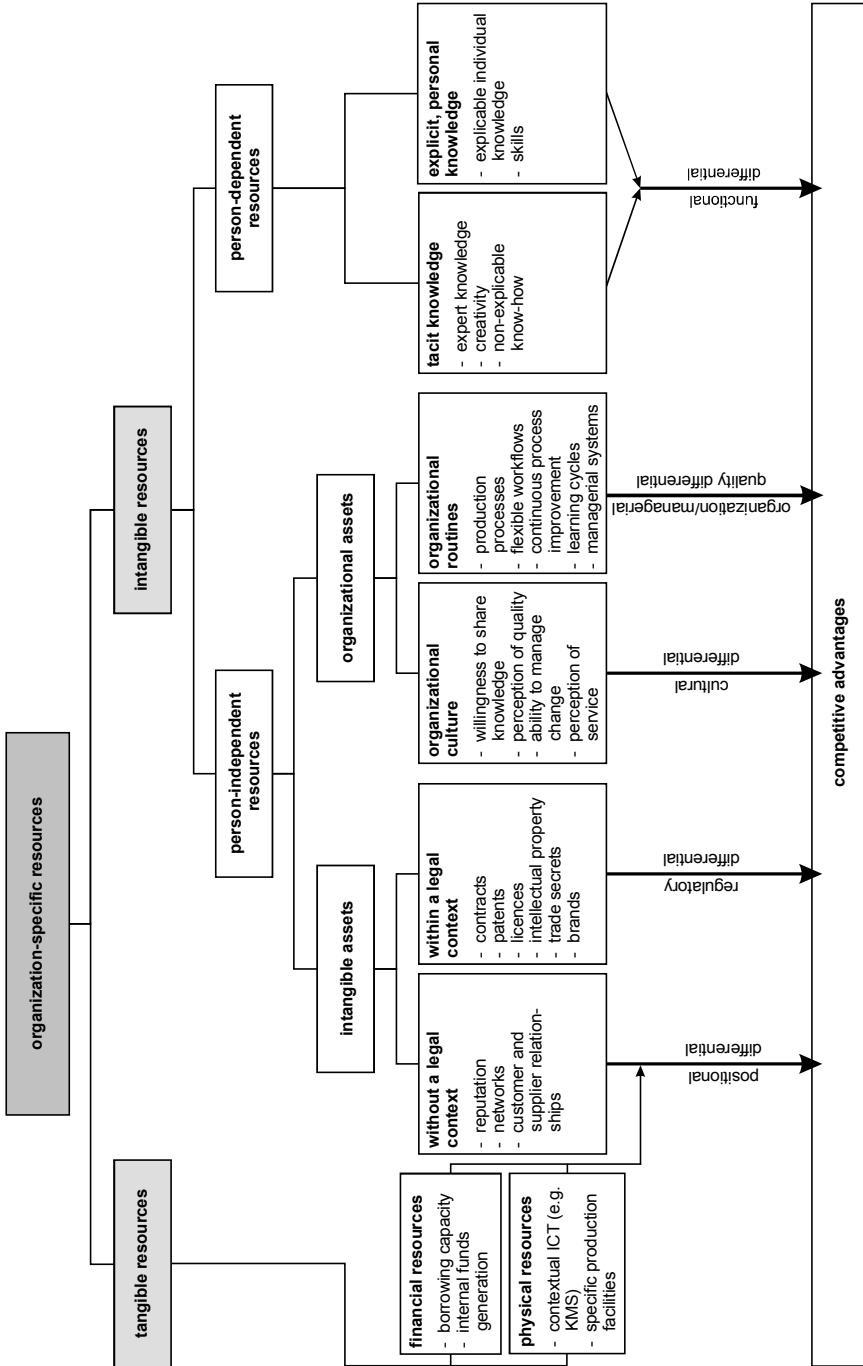 organization-specific resources
tangible resources
intangible resources
person-independent
resources
person-dependent
resources
intangible assets
organizational assets
financial resources
- borrowing capacity
- internal funds
generation
physical resources
- contextual ICT (e.g.
KMS)
- specific production
facilities
without a legal
context
- reputation
- networks
- customer and
supplier relation-
ships
within a legal
context
- contracts
- patents
- licences
- intellectual property
- trade secrets
- brands
organizational
culture
- willingness to share
knowledge
- perception of quality
- ability to manage
change
- perception of
service
organizational
routines
- production
processes
- flexible workflows
- continuous process
improvement
- learning cycles
- managerial systems
tacit knowledge
- expert knowledge
- creativity
- non-explicable
know-how
explicit, personal
knowledge
- explicable individual
knowledge
- skills
positional
differential
regulatory
differential
cultural
differential
organization/managerial
quality differential
functional
differential
competitive advantages